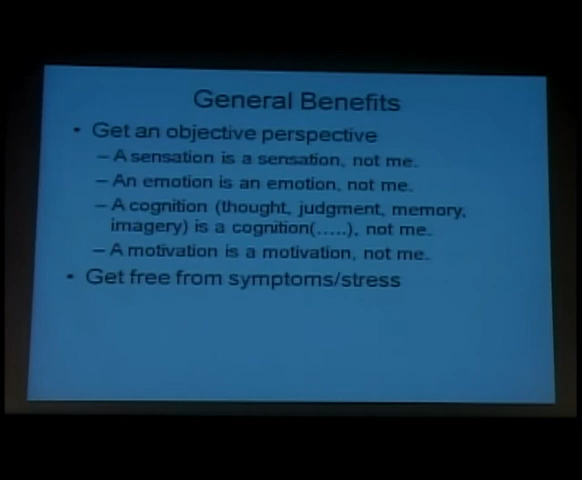 General Benefits
• Get an objective perspective
– A sensation is a sensation, not me.
– An emotion is an emotion, not me.
– A cognition (thought, judgment, memory,
imagery) is a cognition(.....), not me.
– A motivation is a motivation, not me.
• Get free from symptoms/stress